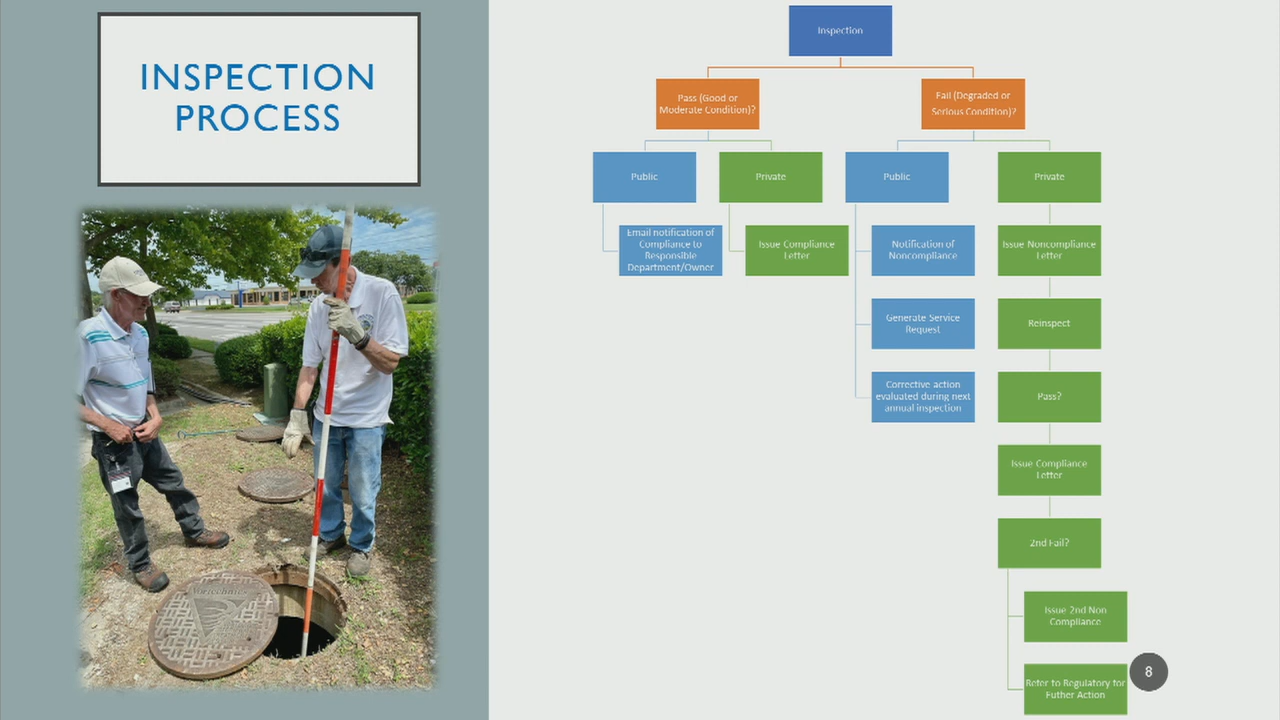 INSPECTION
PROCESS
Inspection
Pass (Good or
Moderate Condition)?
Fail (Degraded or
Serious Condition)?
Public
Private
Public
Private
Email notification of
Compliance to
Responsible
Department/Owner
Issue Compliance
Letter
Notification of
Noncompliance
Issue Noncompliance
Letter
Generate Service
Request
Reinspect
Corrective action
evaluated during next
annual inspection
Pass?
Issue Compliance
Letter
2nd Fail?
Issue 2nd Non
Compliance
Refer to Regulatory for
Futher Action
8